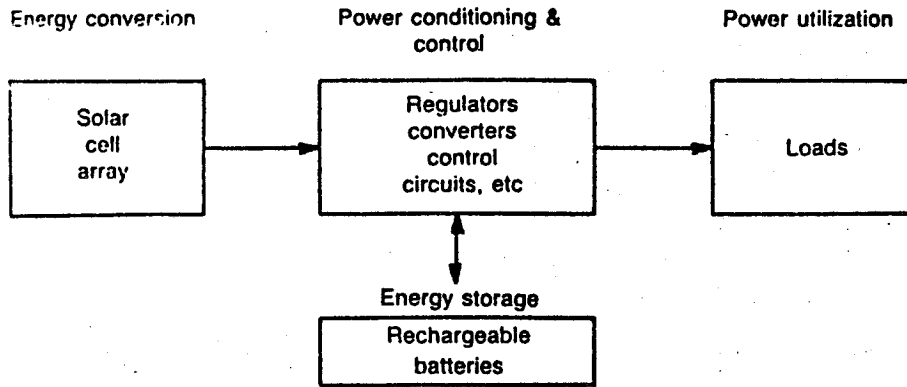 Energy conversion
Power conditioning &
control
Power utilization
Solar
cell
array
Regulators
converters
control
circuits, etc
Loads
Energy storage
Rechargeable
batteries